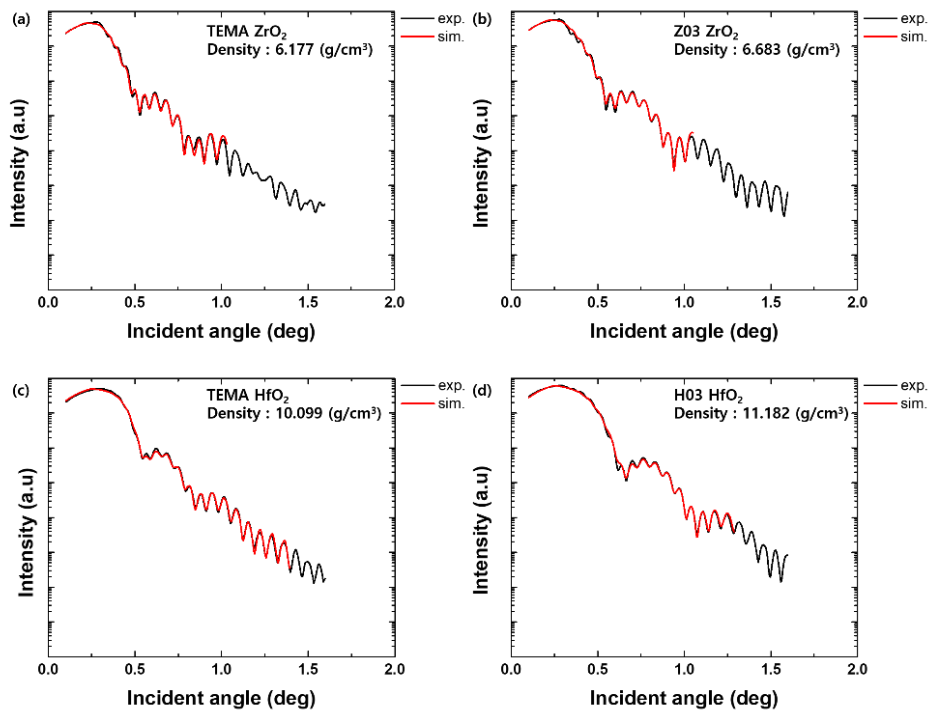 (a)
TEMA ZrO₂
Density : 6.177 (g/cm³)
exp.
sim.
Intensity (a.u)
0.0 0.5 1.0 1.5 2.0
Incident angle (deg)
(b)
Z03 ZrO₂
Density : 6.683 (g/cm³)
exp.
sim.
Intensity (a.u)
0.0 0.5 1.0 1.5 2.0
Incident angle (deg)
(c)
TEMA HfO₂
Density : 10.099 (g/cm³)
exp.
sim.
Intensity (a.u)
0.0 0.5 1.0 1.5 2.0
Incident angle (deg)
(d)
H03 HfO₂
Density : 11.182 (g/cm³)
exp.
sim.
Intensity (a.u)
0.0 0.5 1.0 1.5 2.0
Incident angle (deg)